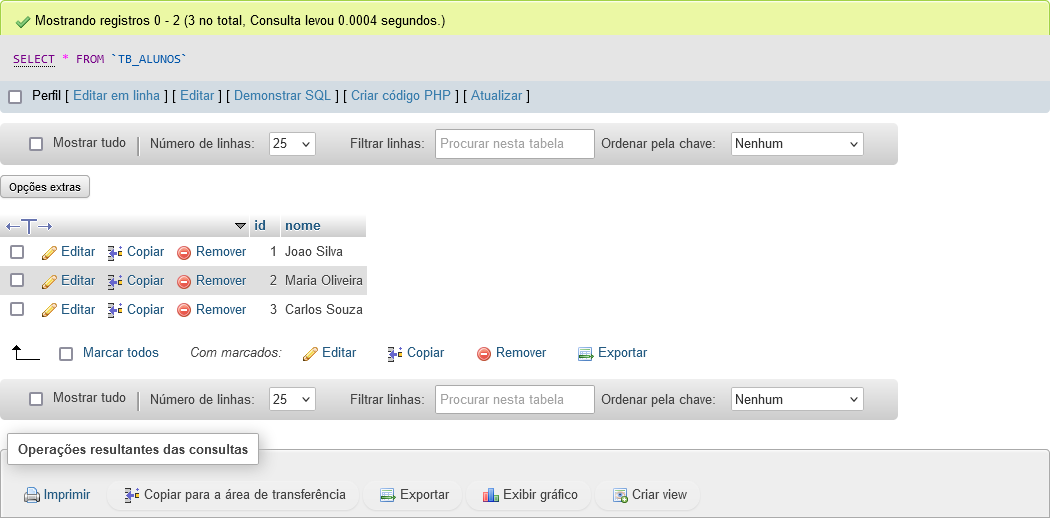 Mostrando registros 0 - 2 (3 no total, Consulta levou 0.0004 segundos.)
SELECT * FROM `TB_ALUNOS`
Perfil [ Editar em linha ] [ Editar ] [ Demonstrar SQL ] [ Criar código PHP ] [ Atualizar ]
Mostrar tudo | Número de linhas: 25 Filtrar linhas: Procurar nesta tabela Ordenar pela chave: Nenhum
Opções extras
←T→ id nome
Editar Copiar Remover 1 Joao Silva
Editar Copiar Remover 2 Maria Oliveira
Editar Copiar Remover 3 Carlos Souza
Marcar todos Com marcados: Editar Copiar Remover Exportar
Mostrar tudo | Número de linhas: 25 Filtrar linhas: Procurar nesta tabela Ordenar pela chave: Nenhum
Operações resultantes das consultas
Imprimir Copiar para a área de transferência Exportar Exibir gráfico Criar view